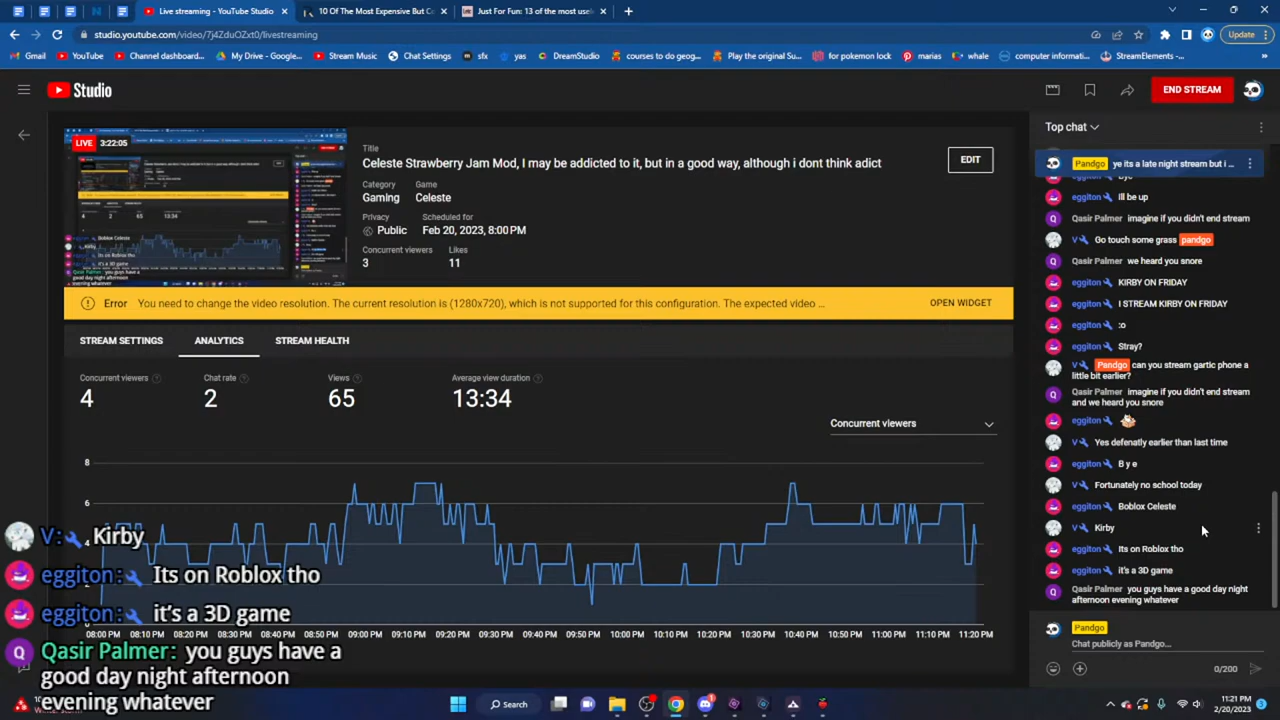 Live streaming - YouTube Studio
10 Of The Most Expensive But C
Just For Fun: 13 of the most use
studio.youtube.com/video/7j4ZduOZxt0/livestreaming
Update
Gmail
YouTube
Channel dashboard...
My Drive - Google...
Stream Music
Chat Settings
sfx
yas
DreamStudio
courses to do geog...
Play the original Su...
for pokemon lock
marias
whale
computer informati...
StreamElements -...
Studio
END STREAM
LIVE
3:22:05
Title
Celeste Strawberry Jam Mod, I may be addicted to it, but in a good way, although i dont think adict
EDIT
Category
Gaming
Game
Celeste
Privacy
Public
Scheduled for
Feb 20, 2023, 8:00 PM
Concurrent viewers
3
Likes
11
Error You need to change the video resolution. The current resolution is (1280x720), which is not supported for this configuration. The expected video ...
OPEN WIDGET
STREAM SETTINGS
ANALYTICS
STREAM HEALTH
Concurrent viewers
4
Chat rate
2
Views
65
Average view duration
13:34
Concurrent viewers
8
6
4
2
0
08:00 PM 08:10 PM 08:20 PM 08:30 PM 08:40 PM 08:50 PM 09:00 PM 09:10 PM 09:20 PM 09:30 PM 09:40 PM 09:50 PM 10:00 PM 10:10 PM 10:20 PM 10:30 PM 10:40 PM 10:50 PM 11:00 PM 11:10 PM 11:20 PM
V: Kirby
eggiton: Its on Roblox tho
eggiton: it's a 3D game
Qasir Palmer: you guys have a
good day night afternoon
evening whatever
Top chat
Pandgo ye its a late night stream but i ...
eggiton Bye
eggiton Ill be up
Qasir Palmer imagine if you didn't end stream
V Go touch some grass pandgo
Qasir Palmer we heard you snore
eggiton KIRBY ON FRIDAY
eggiton I STREAM KIRBY ON FRIDAY
eggiton :o
eggiton Stray?
V Pandgo can you stream gartic phone a
little bit earlier?
Qasir Palmer imagine if you didn't end stream
and we heard you snore
eggiton
V Yes defenatly earlier than last time
eggiton B y e
V Fortunately no school today
eggiton Boblox Celeste
V Kirby
eggiton Its on Roblox tho
eggiton it's a 3D game
Qasir Palmer you guys have a good day night
afternoon evening whatever
Pandgo
Chat publicly as Pandgo...
0/200
Search
11:21 PM
2/20/2023